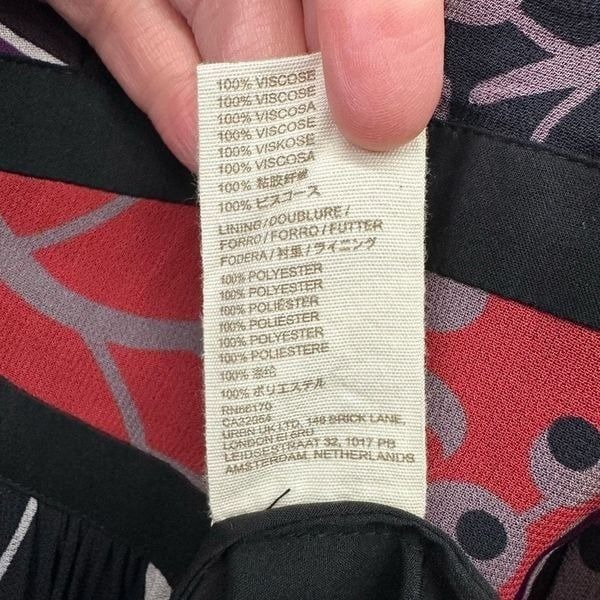 100% VISCOSE
100% VISCOSE
100% VISCOSA
100% VISCOSE
100% VISKOSE
100% VISCOSA
100% 粘胶纤维
100% ビスコース
LINING / DOUBLURE /
FORRO / FORRO / FUTTER
FODERA / 衬里 / ライニング
100% POLYESTER
100% POLYESTER
100% POLIÉSTER
100% POLIÉSTER
100% POLYESTER
100% POLIESTERE
100%
100% ポリエステル
RN66170
URBN UK LTD, 146 BRICK LANE,
LONDON E1 6RU
LEIDSESTRAAT 32, 1017 PB
AMSTERDAM, NETHERLANDS